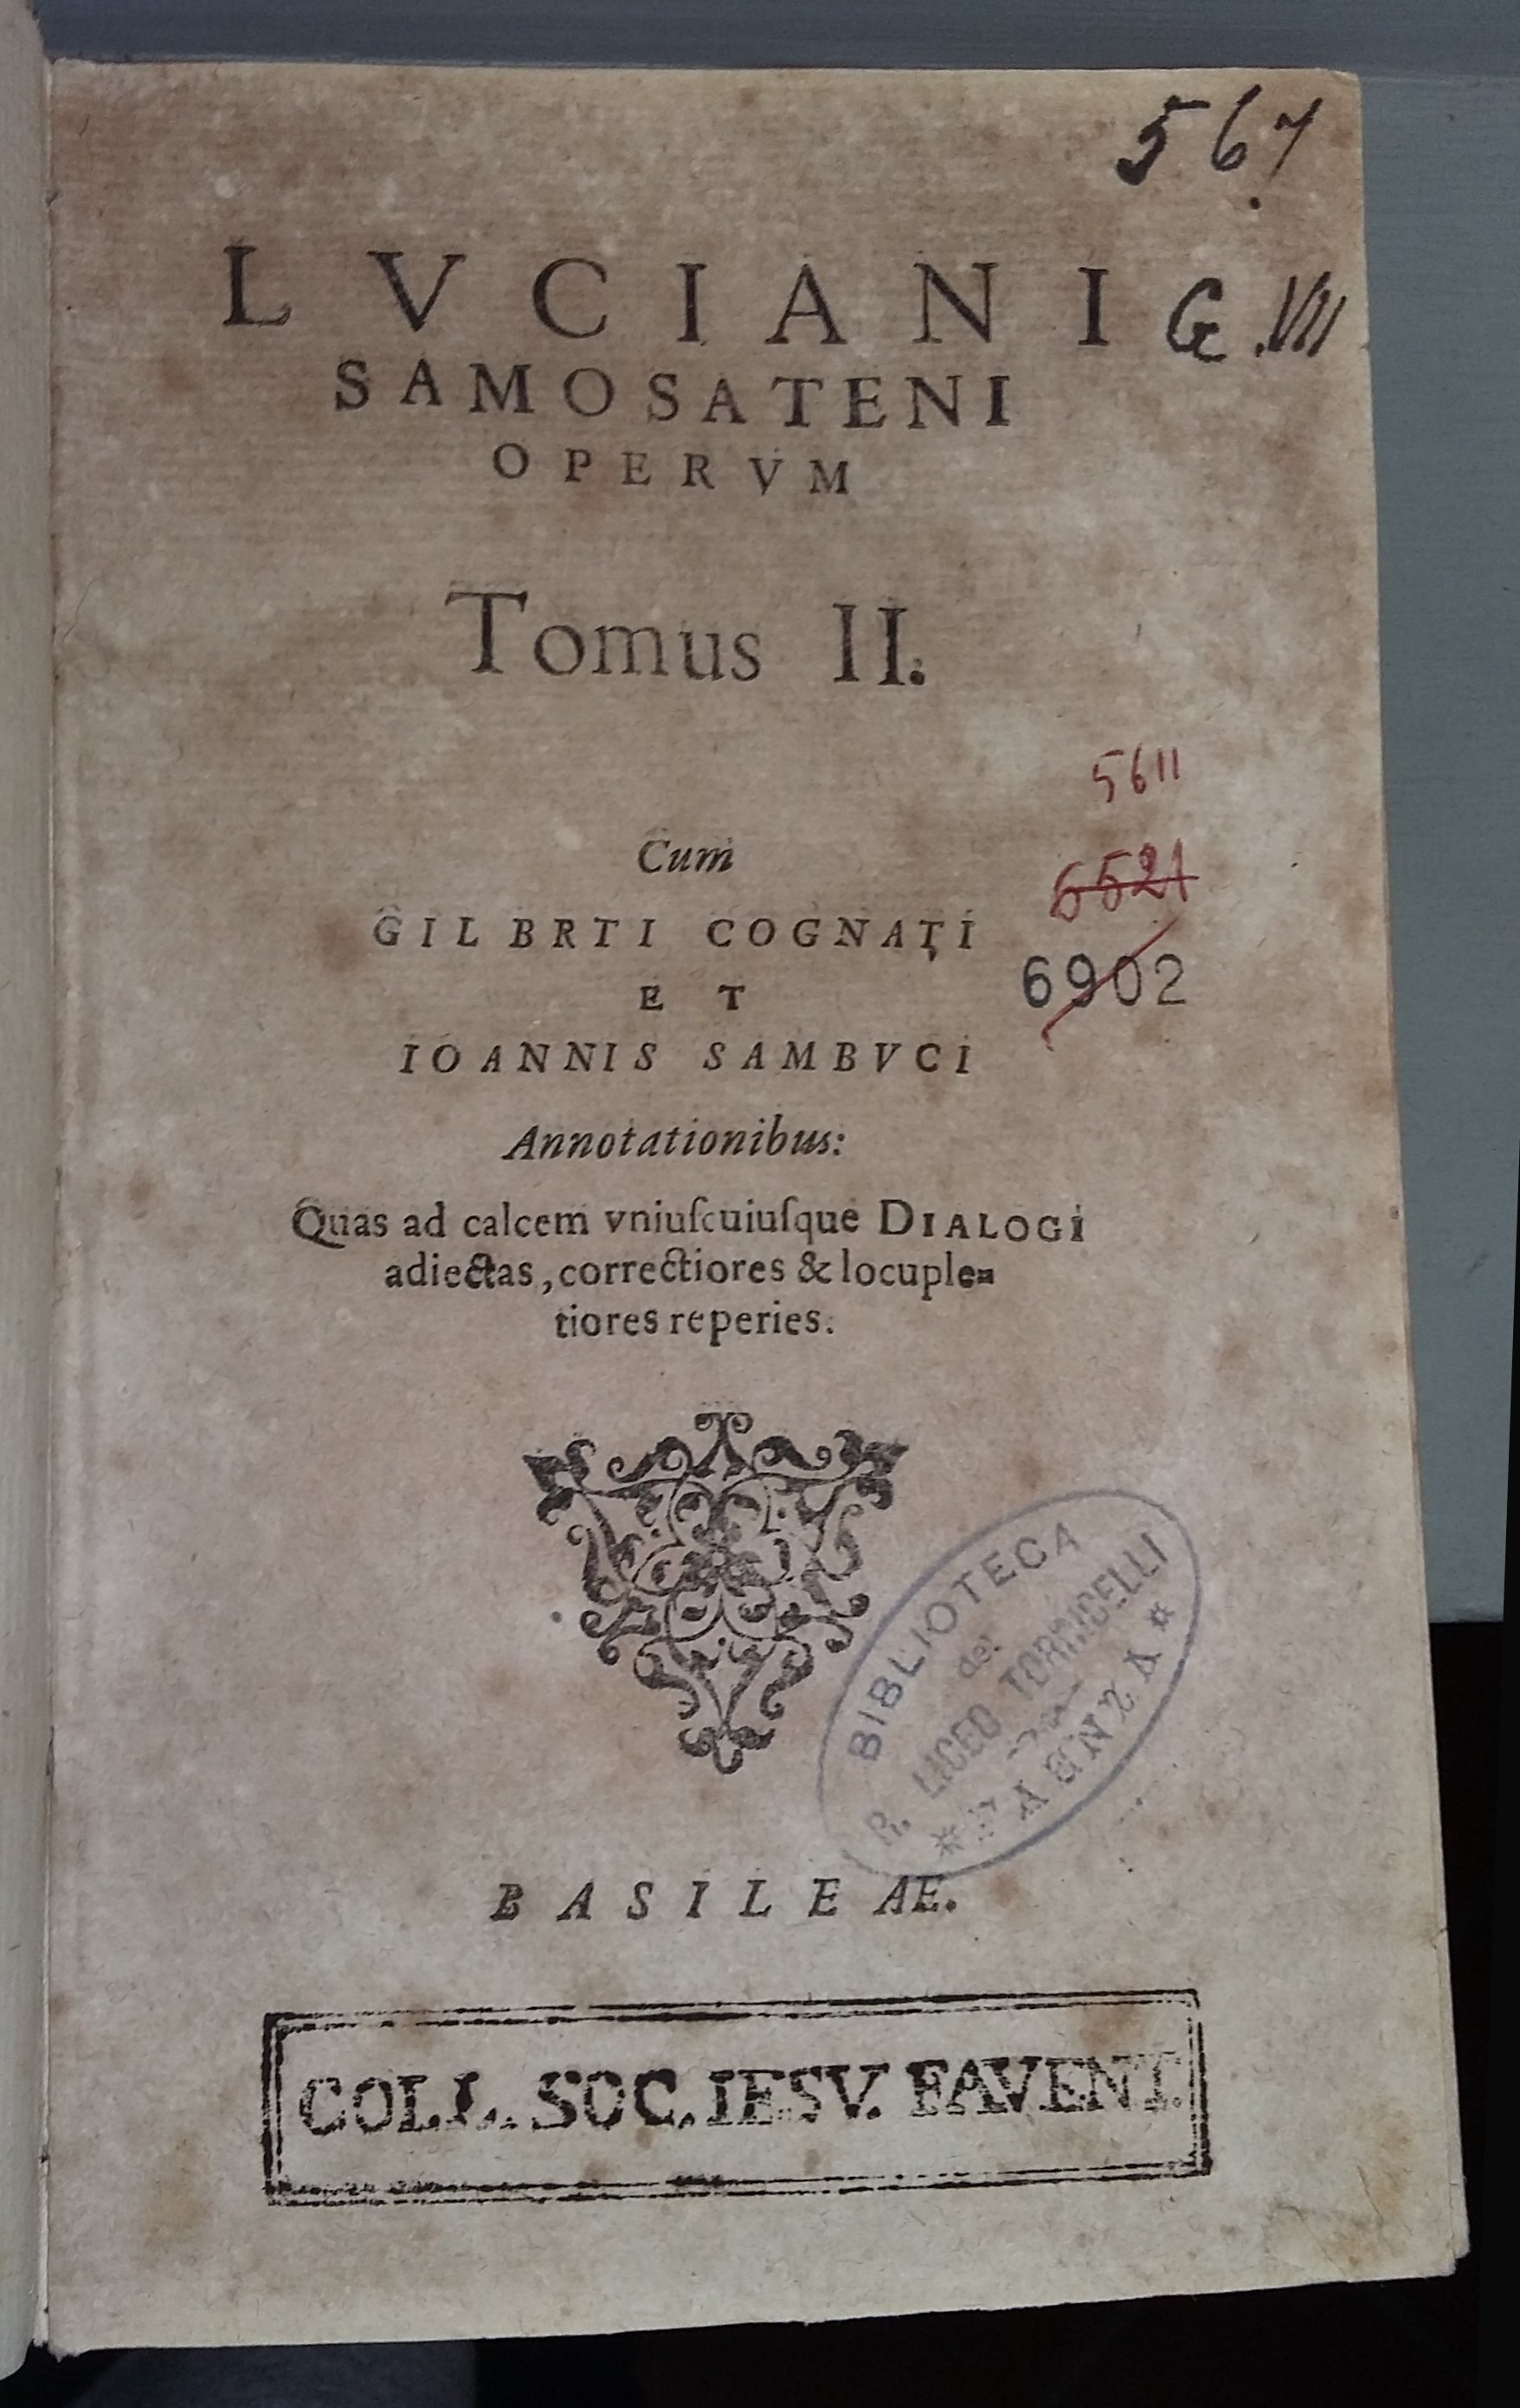 567
LVCIANI
G.VII
SAMOSATENI
OPERVM
Tomus II.
5611
Cum
5521
GILBRTI COGNATI
6902
ET
IOANNIS SAMBVCI
Annotationibus:
Quas ad calcem vniuſcuiuſque DIALOGI
adiectas, correctiores & locuple=
tiores reperies.
BIBLIOTECA
del
R. LICEO TORRICELLI
* FAENZA *
BASILEAE.
COLL. SOC. IESV. FAVENT.